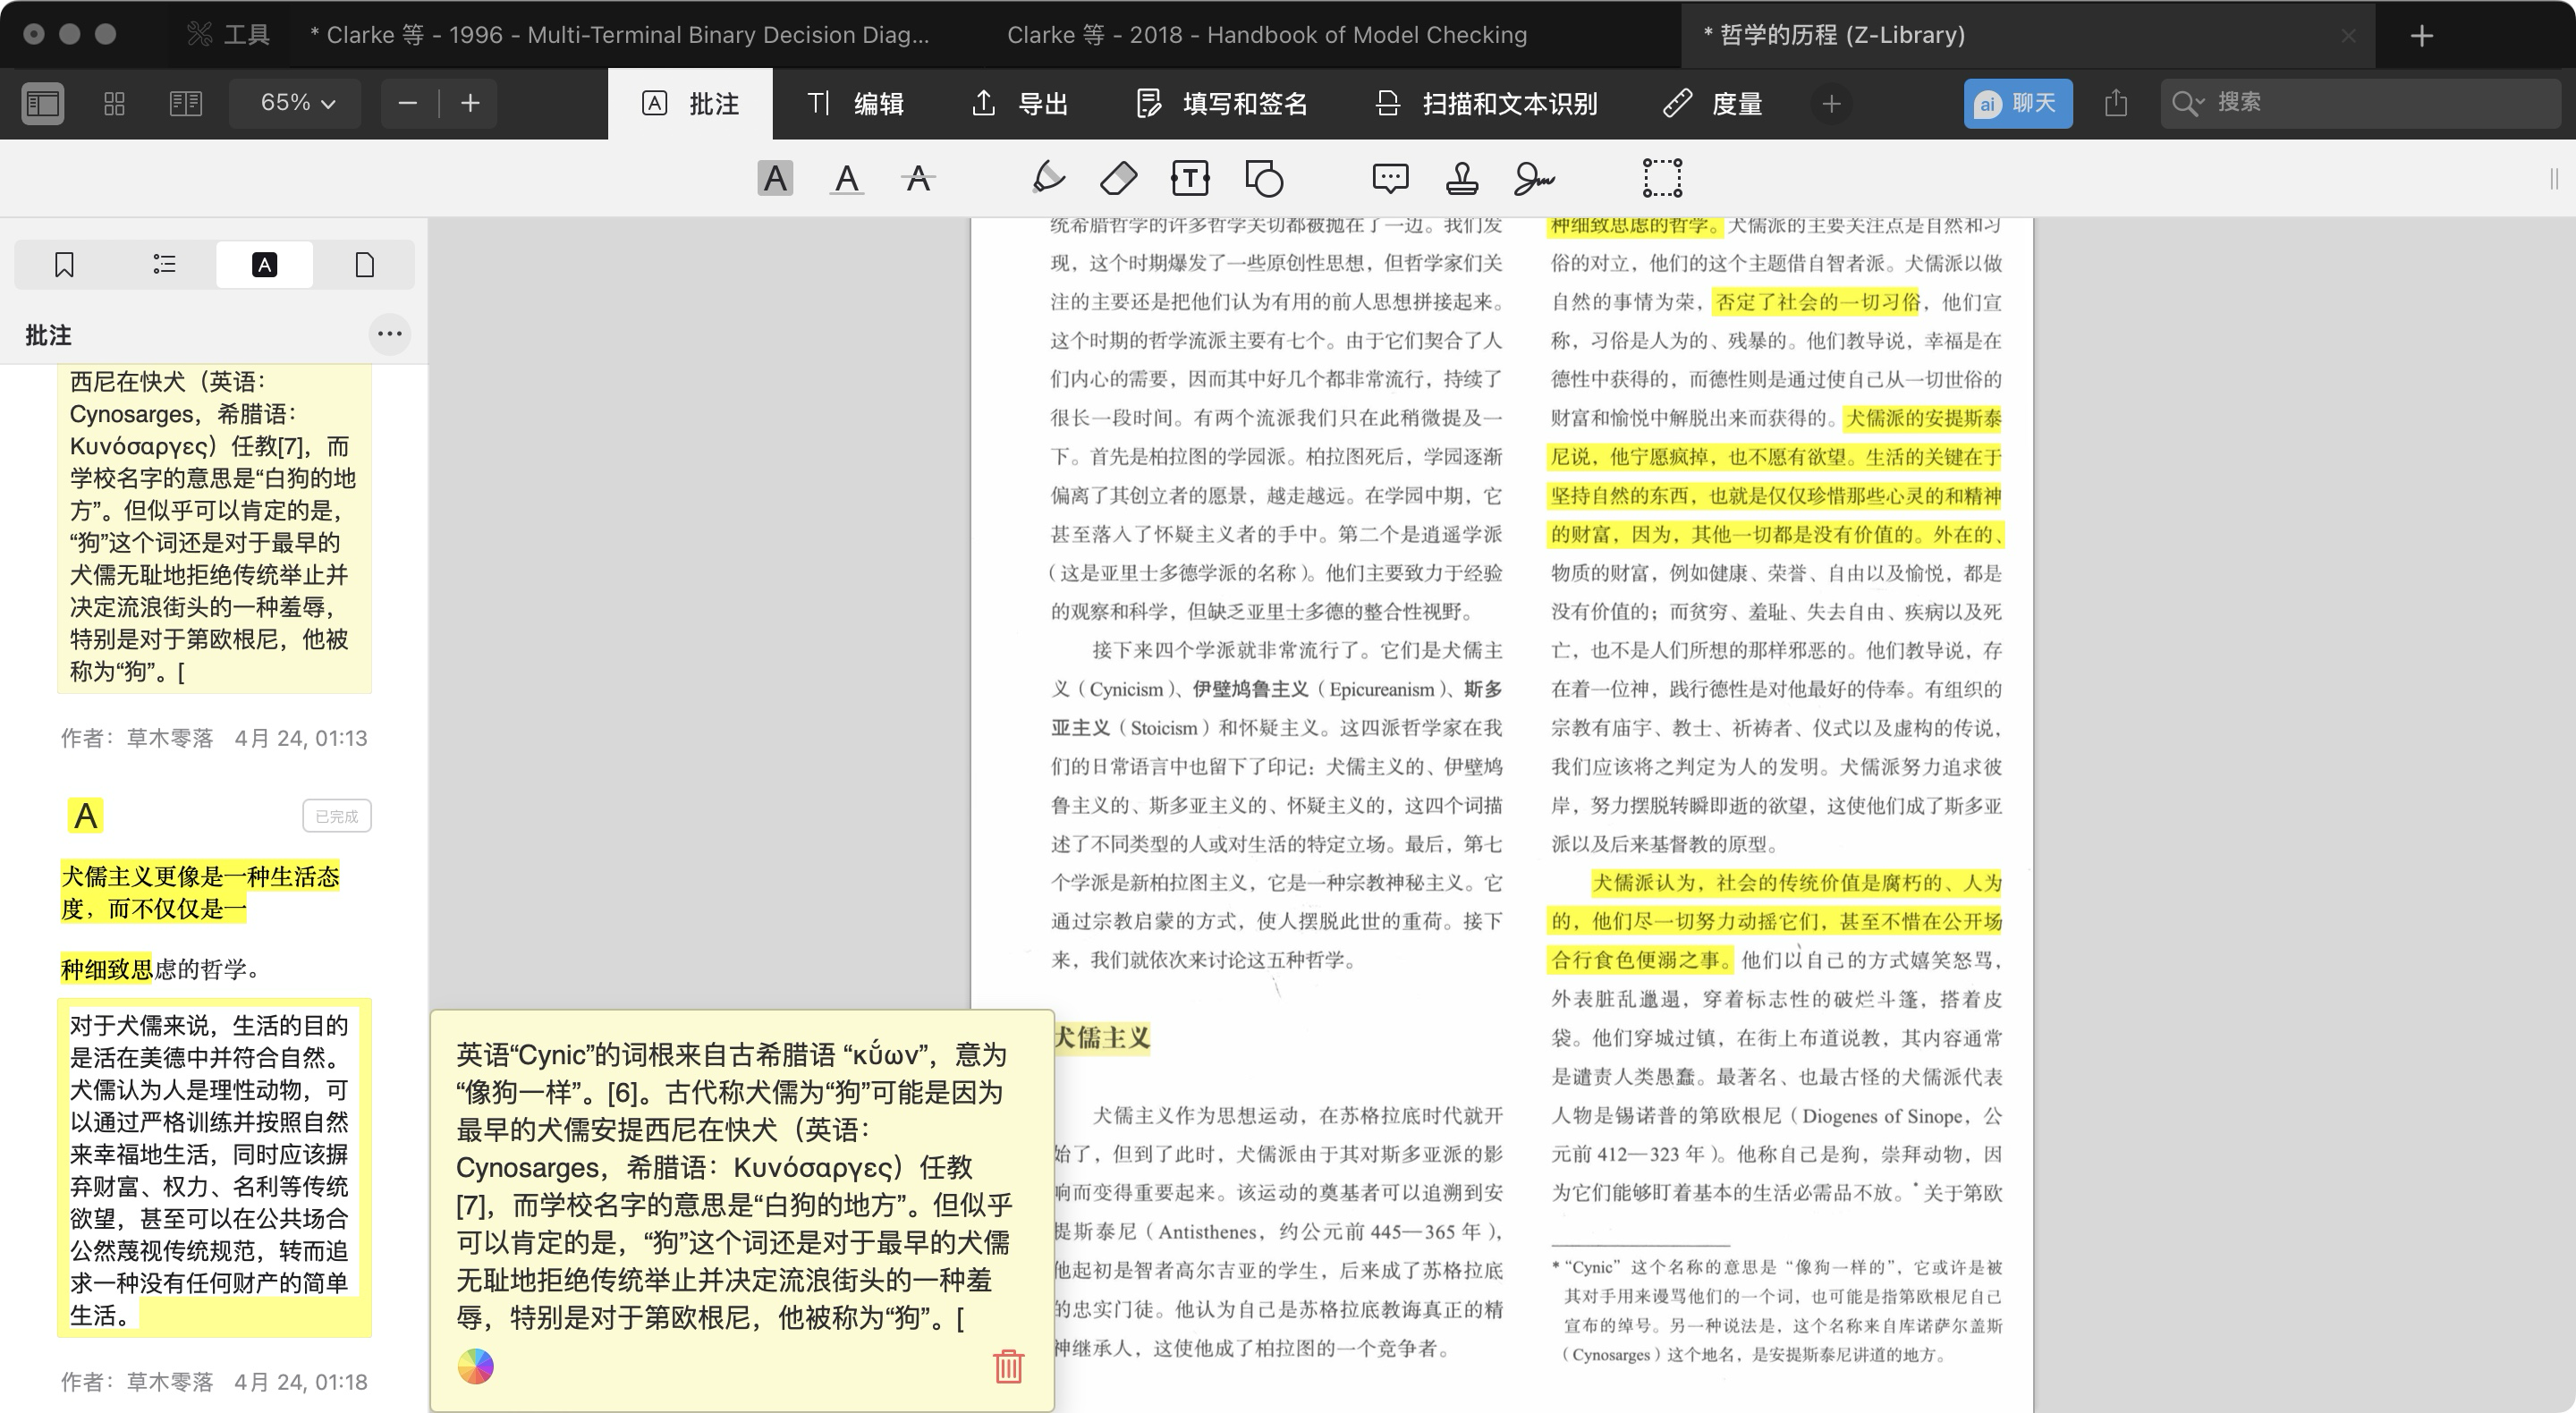 工具
* Clarke 等 - 1996 - Multi-Terminal Binary Decision Diag...
Clarke 等 - 2018 - Handbook of Model Checking
* 哲学的历程 (Z-Library)
65%
批注
编辑
导出
填写和签名
扫描和文本识别
度量
ai 聊天
搜索
批注
西尼在快犬（英语：
Cynosarges，希腊语：
Κυνόσαργες）任教[7]，而
学校名字的意思是“白狗的地
方”。但似乎可以肯定的是，
“狗”这个词还是对于最早的
犬儒无耻地拒绝传统举止并
决定流浪街头的一种羞辱，
特别是对于第欧根尼，他被
称为“狗”。[
作者：草木零落 4月 24, 01:13
A
已完成
犬儒主义更像是一种生活态
度，而不仅仅是一
种细致思虑的哲学。
对于犬儒来说，生活的目的
是活在美德中并符合自然。
犬儒认为人是理性动物，可
以通过严格训练并按照自然
来幸福地生活，同时应该摒
弃财富、权力、名利等传统
欲望，甚至可以在公共场合
公然蔑视传统规范，转而追
求一种没有任何财产的简单
生活。
作者：草木零落 4月 24, 01:18
英语“Cynic”的词根来自古希腊语 “κῠ́ων”，意为
“像狗一样”。[6]。古代称犬儒为“狗”可能是因为
最早的犬儒安提西尼在快犬（英语：
Cynosarges，希腊语：Κυνόσαργες）任教
[7]，而学校名字的意思是“白狗的地方”。但似乎
可以肯定的是，“狗”这个词还是对于最早的犬儒
无耻地拒绝传统举止并决定流浪街头的一种羞
辱，特别是对于第欧根尼，他被称为“狗”。[
统希腊哲学的许多哲学关切都被抛在了一边。我们发
现，这个时期爆发了一些原创性思想，但哲学家们关
注的主要还是把他们认为有用的前人思想拼接起来。
这个时期的哲学流派主要有七个。由于它们契合了人
们内心的需要，因而其中好几个都非常流行，持续了
很长一段时间。有两个流派我们只在此稍微提及一
下。首先是柏拉图的学园派。柏拉图死后，学园逐渐
偏离了其创立者的愿景，越走越远。在学园中期，它
甚至落入了怀疑主义者的手中。第二个是逍遥学派
（这是亚里士多德学派的名称）。他们主要致力于经验
的观察和科学，但缺乏亚里士多德的整合性视野。
接下来四个学派就非常流行了。它们是犬儒主
义（Cynicism）、伊壁鸠鲁主义（Epicureanism）、斯多
亚主义（Stoicism）和怀疑主义。这四派哲学家在我
们的日常语言中也留下了印记：犬儒主义的、伊壁鸠
鲁主义的、斯多亚主义的、怀疑主义的，这四个词描
述了不同类型的人或对生活的特定立场。最后，第七
个学派是新柏拉图主义，它是一种宗教神秘主义。它
通过宗教启蒙的方式，使人摆脱此世的重荷。接下
来，我们就依次来讨论这五种哲学。
犬儒主义
犬儒主义作为思想运动，在苏格拉底时代就开
始了，但到了此时，犬儒派由于其对斯多亚派的影
响而变得重要起来。该运动的奠基者可以追溯到安
提斯泰尼（Antisthenes，约公元前 445—365 年），
他起初是智者高尔吉亚的学生，后来成了苏格拉底
的忠实门徒。他认为自己是苏格拉底教诲真正的精
神继承人，这使他成了柏拉图的一个竞争者。
种细致思虑的哲学。犬儒派的主要关注点是自然和习
俗的对立，他们的这个主题借自智者派。犬儒派以做
自然的事情为荣，否定了社会的一切习俗，他们宣
称，习俗是人为的、残暴的。他们教导说，幸福是在
德性中获得的，而德性则是通过使自己从一切世俗的
财富和愉悦中解脱出来而获得的。犬儒派的安提斯泰
尼说，他宁愿疯掉，也不愿有欲望。生活的关键在于
坚持自然的东西，也就是仅仅珍惜那些心灵的和精神
的财富，因为，其他一切都是没有价值的。外在的、
物质的财富，例如健康、荣誉、自由以及愉悦，都是
没有价值的；而贫穷、羞耻、失去自由、疾病以及死
亡，也不是人们所想的那样邪恶的。他们教导说，存
在着一位神，践行德性是对他最好的侍奉。有组织的
宗教有庙宇、教士、祈祷者、仪式以及虚构的传说，
我们应该将之判定为人的发明。犬儒派努力追求彼
岸，努力摆脱转瞬即逝的欲望，这使他们成了斯多亚
派以及后来基督教的原型。
犬儒派认为，社会的传统价值是腐朽的、人为
的，他们尽一切努力动摇它们，甚至不惜在公开场
合行食色便溺之事。他们以自己的方式嬉笑怒骂，
外表脏乱邋遢，穿着标志性的破烂斗篷，搭着皮
袋。他们穿城过镇，在街上布道说教，其内容通常
是谴责人类愚蠢。最著名、也最古怪的犬儒派代表
人物是锡诺普的第欧根尼（Diogenes of Sinope，公
元前 412—323 年）。他称自己是狗，崇拜动物，因
为它们能够盯着基本的生活必需品不放。* 关于第欧
* “Cynic” 这个名称的意思是 “像狗一样的”，它或许是被
其对手用来谩骂他们的一个词，也可能是指第欧根尼自己
宣布的绰号。另一种说法是，这个名称来自库诺萨尔盖斯
（Cynosarges）这个地名，是安提斯泰尼讲道的地方。